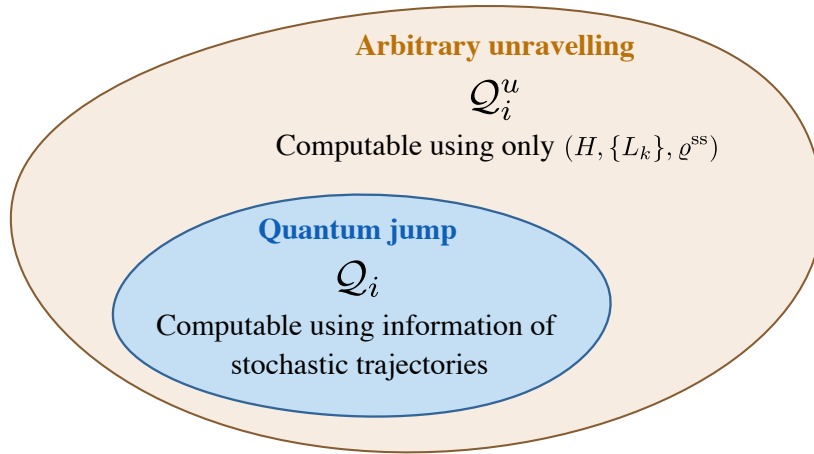 Arbitrary unravelling
𝒬ᵢᵘ
Computable using only (H, {Lₖ}, ϱˢˢ)
Quantum jump
𝒬ᵢ
Computable using information of
stochastic trajectories